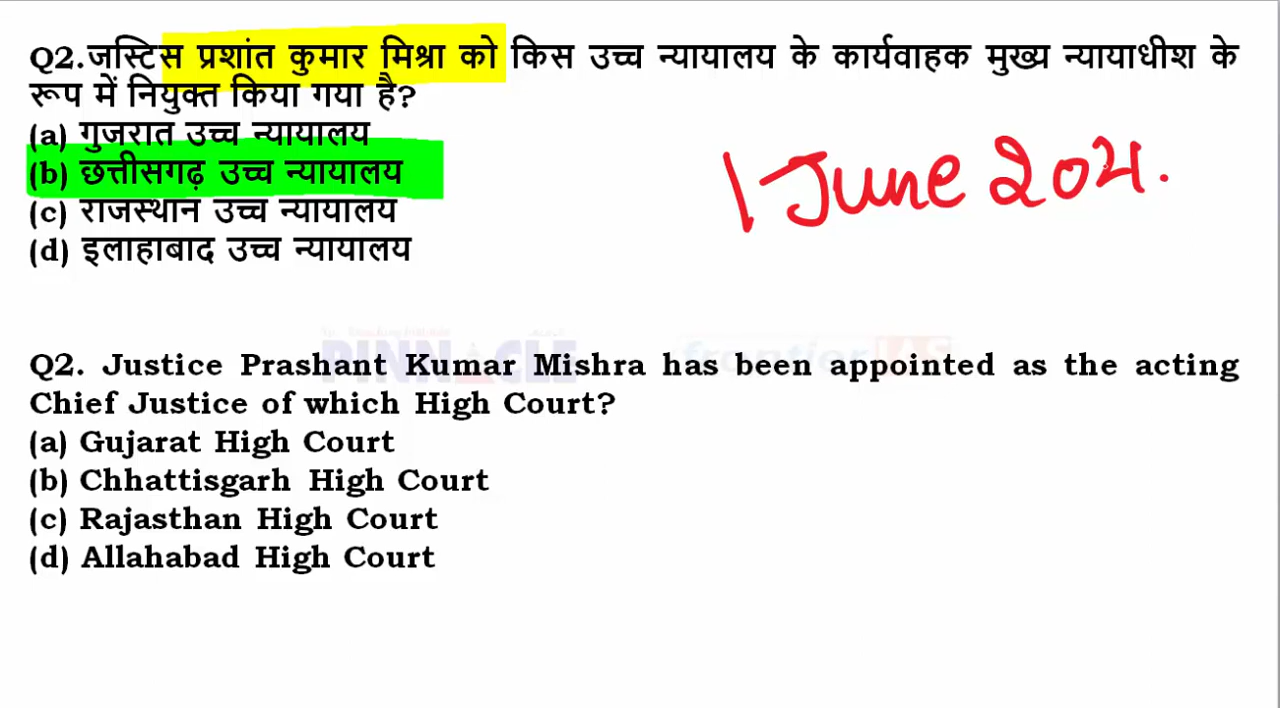 Q2.जस्टिस प्रशांत कुमार मिश्रा को किस उच्च न्यायालय के कार्यवाहक मुख्य न्यायाधीश के
रूप में नियुक्त किया गया है?
(a) गुजरात उच्च न्यायालय
(b) छत्तीसगढ़ उच्च न्यायालय
(c) राजस्थान उच्च न्यायालय
(d) इलाहाबाद उच्च न्यायालय
1 June 2021.
PINNACLE
Q2. Justice Prashant Kumar Mishra has been appointed as the acting
Chief Justice of which High Court?
(a) Gujarat High Court
(b) Chhattisgarh High Court
(c) Rajasthan High Court
(d) Allahabad High Court